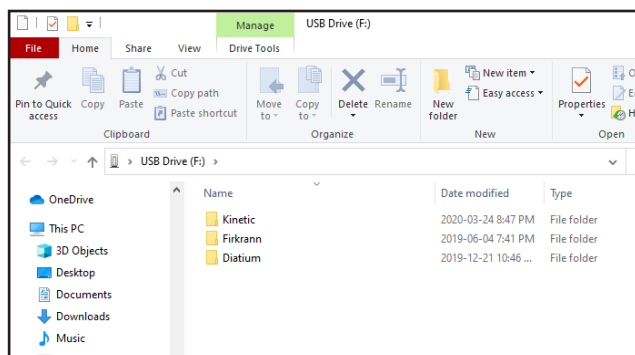 Manage USB Drive (F:)
File Home Share View Drive Tools
Pin to Quick access
Copy
Paste
Cut
Copy path
Paste shortcut
Move to
Copy to
Delete
Rename
New folder
New item
Easy access
Properties
Clipboard Organize New Open
USB Drive (F:)
OneDrive
This PC
3D Objects
Desktop
Documents
Downloads
Music
Name Date modified Type
Kinetic 2020-03-24 8:47 PM File folder
Firkrann 2019-06-04 7:41 PM File folder
Diatium 2019-12-21 10:46 ... File folder